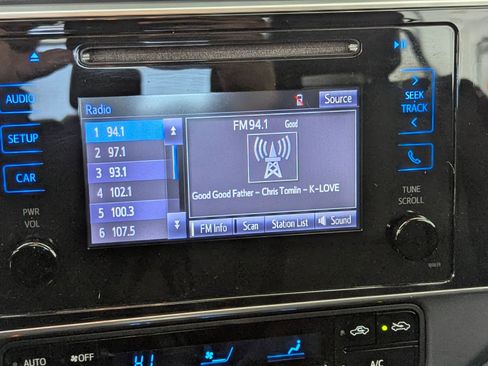 AUDIO
SETUP
CAR
PWR
VOL
Radio
Source
1 94.1
2 97.1
3 93.1
4 102.1
5 100.3
6 107.5
FM94.1 Good
Good Good Father - Chris Tomlin - K-LOVE
FM Info
Scan
Station List
Sound
SEEK
TRACK
TUNE
SCROLL
AUTO
OFF
HI
A/C